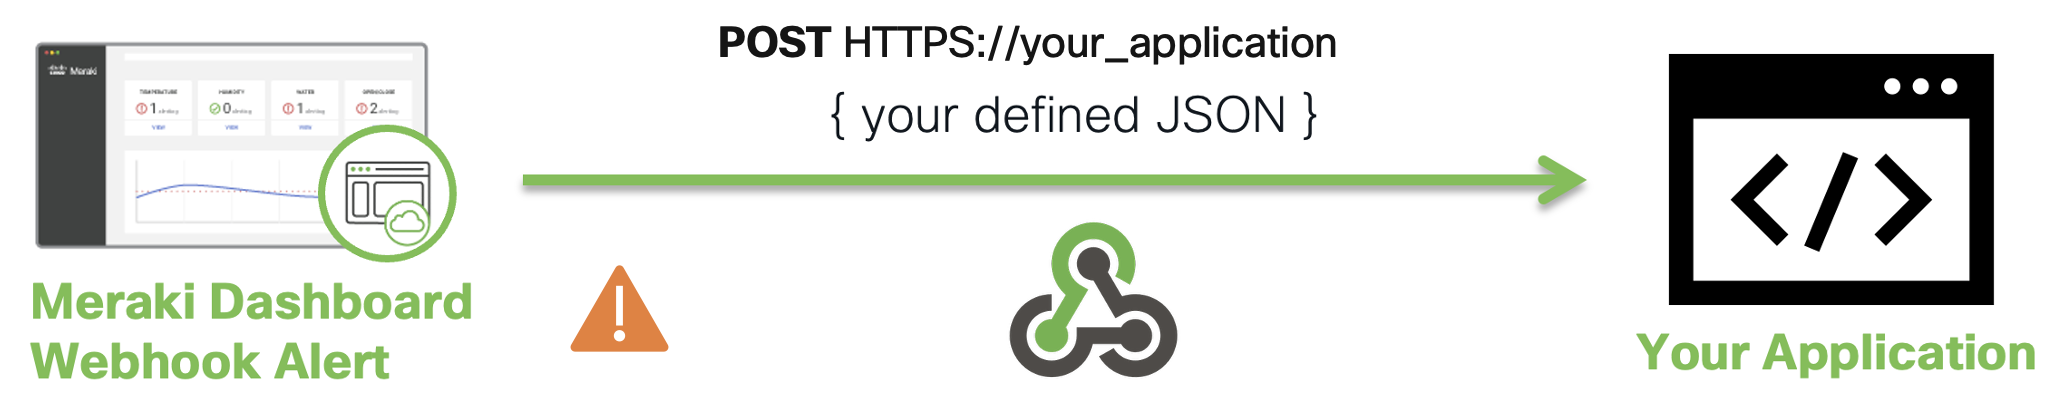 POST HTTPS://your_application
{ your defined JSON }
Meraki
TEMPERATURE
1 alerting
VIEW
HUMIDITY
0 alerting
VIEW
WATER
1 alerting
VIEW
OPEN/CLOSE
2 alerting
VIEW
</>
Meraki Dashboard
Webhook Alert
Your Application